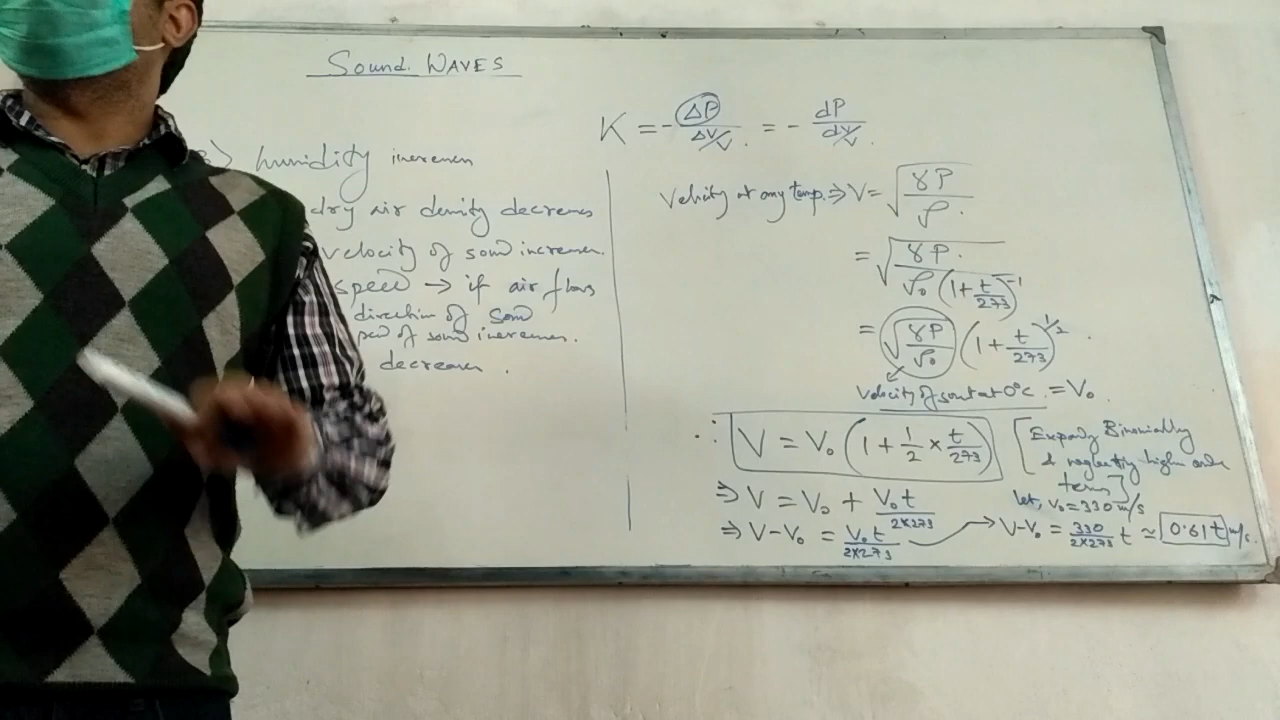 Sound WAVES
K = - ΔP / ΔV/V = - dP / dV/V
humidity increases
dry air density decreases
velocity of sound increases.
speed → if air flows
direction of sound
ped of sound increases.
decreases.
Velocity at any temp. ⇒ V = √(γP / ρ)
= √(γP / ρ₀(1 + t/273)⁻¹)
= √(γP / ρ₀) (1 + t/273)^1/2
Velocity of sound at 0°c = V₀
∴ V = V₀ (1 + 1/2 × t/273) [Expandg Binomially
& neglecting higher order
terms]
⇒ V = V₀ + V₀t / 2×273
let, V₀ = 330 m/s
⇒ V - V₀ = V₀t / 2×273 → V - V₀ = 330 / 2×273 t ≃ 0.61 t m/s.